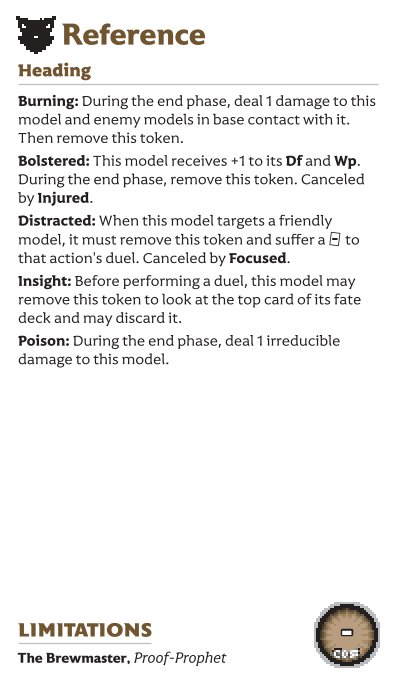 Reference
Heading
Burning: During the end phase, deal 1 damage to this
model and enemy models in base contact with it.
Then remove this token.
Bolstered: This model receives +1 to its Df and Wp.
During the end phase, remove this token. Canceled
by Injured.
Distracted: When this model targets a friendly
model, it must remove this token and suffer a to
that action's duel. Canceled by Focused.
Insight: Before performing a duel, this model may
remove this token to look at the top card of its fate
deck and may discard it.
Poison: During the end phase, deal 1 irreducible
damage to this model.
LIMITATIONS
The Brewmaster, Proof-Prophet